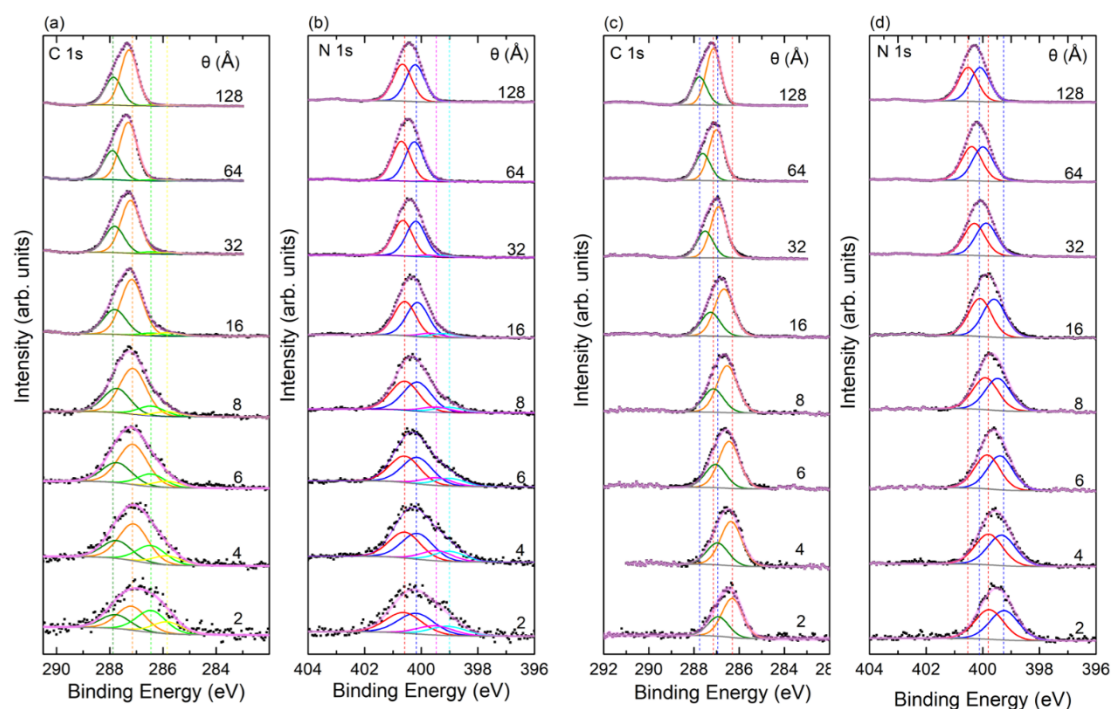 (a)
C 1s
θ (Å)
128
64
32
16
8
6
4
2
290 288 286 284
Binding Energy (eV)
Intensity (arb. units)
(b)
N 1s
θ (Å)
128
64
32
16
8
6
4
2
404 402 400 398 396
Binding Energy (eV)
Intensity (arb. units)
(c)
C 1s
θ (Å)
128
64
32
16
8
6
4
2
292 290 288 286 284 28
Binding Energy (eV)
Intensity (arb. units)
(d)
N 1s
θ (Å)
128
64
32
16
8
6
4
2
404 402 400 398 396
Binding Energy (eV)
Intensity (arb. units)